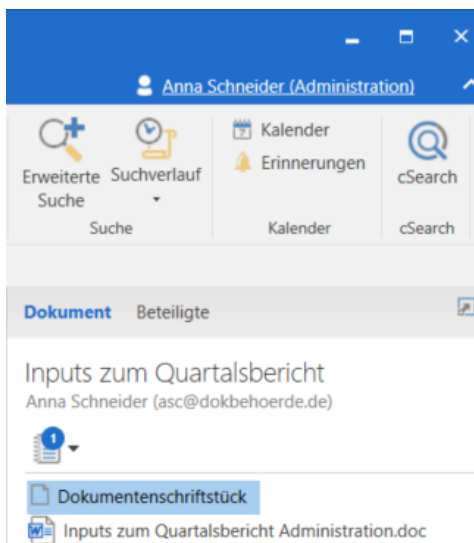 Anna Schneider (Administration)
Erweiterte Suche
Suchverlauf
Kalender
Erinnerungen
cSearch
Suche
Kalender
cSearch
Dokument Beteiligte
Inputs zum Quartalsbericht
Anna Schneider (asc@dokbehoerde.de)
1
Dokumentenschriftstück
Inputs zum Quartalsbericht Administration.doc